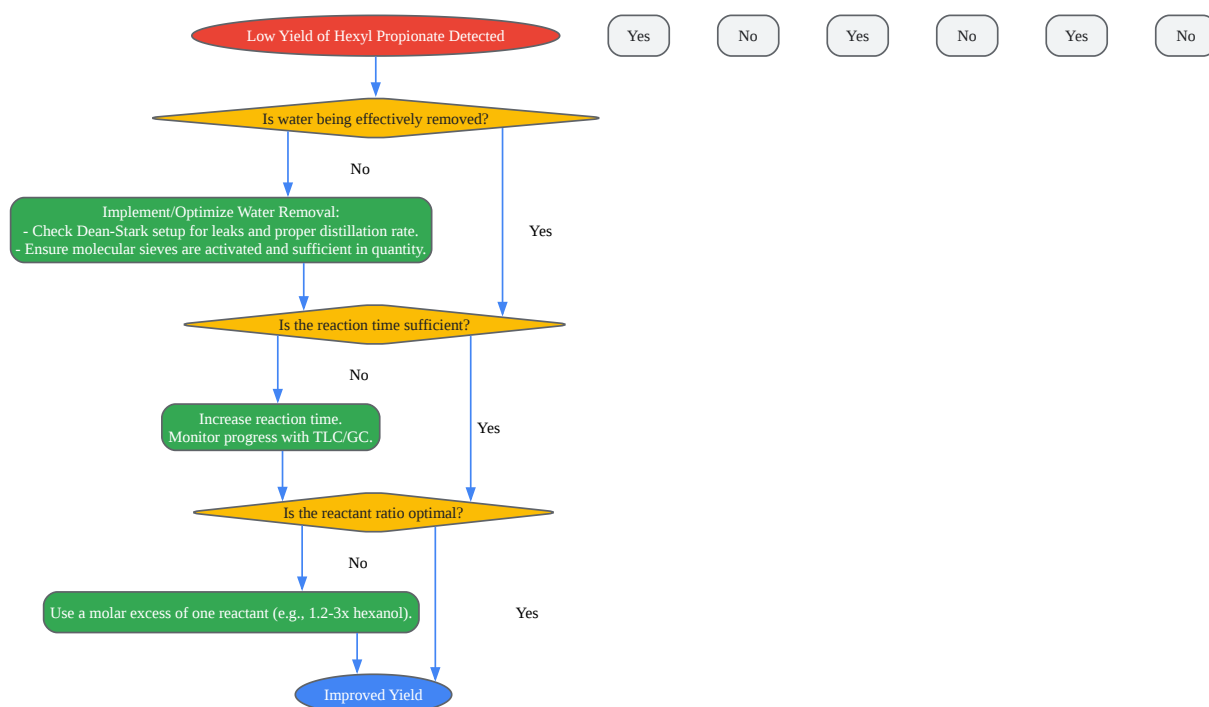 Low Yield of Hexyl Propionate Detected
Yes
No
Yes
No
Yes
No
Is water being effectively removed?
No
Implement/Optimize Water Removal:
- Check Dean-Stark setup for leaks and proper distillation rate.
- Ensure molecular sieves are activated and sufficient in quantity.
Yes
Is the reaction time sufficient?
No
Increase reaction time.
Monitor progress with TLC/GC.
Yes
Is the reactant ratio optimal?
No
Use a molar excess of one reactant (e.g., 1.2-3x hexanol).
Yes
Improved Yield